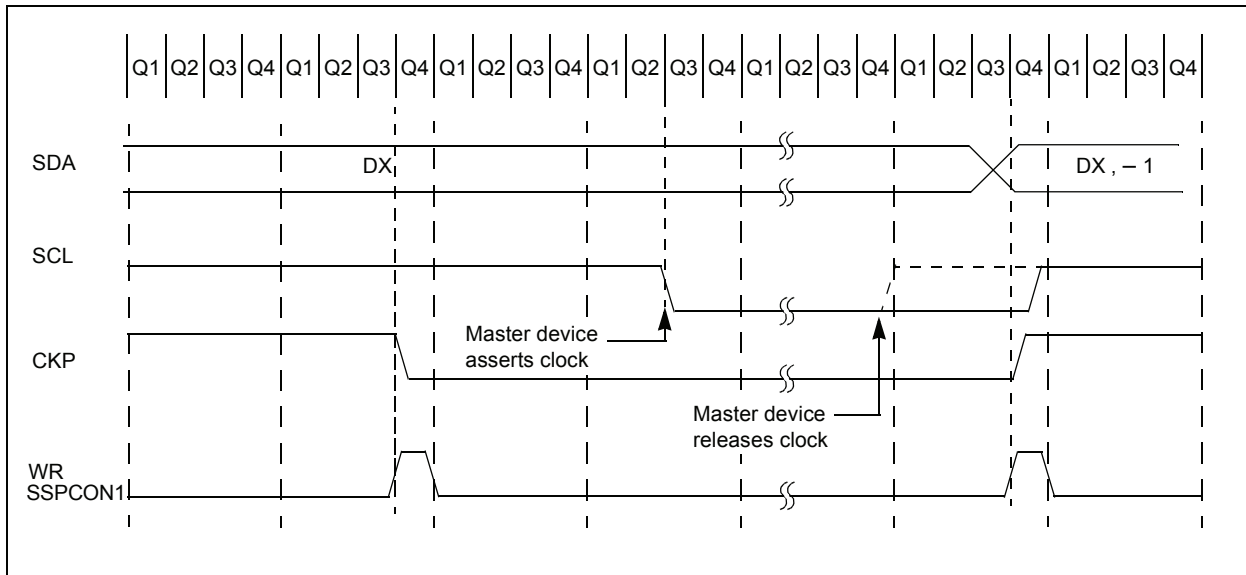 Q1 Q2 Q3 Q4 Q1 Q2 Q3 Q4 Q1 Q2 Q3 Q4 Q1 Q2 Q3 Q4 Q1 Q2 Q3 Q4 Q1 Q2 Q3 Q4 Q1 Q2 Q3 Q4
SDA
DX
DX , – 1
SCL
Master device
asserts clock
CKP
Master device
releases clock
WR
SSPCON1